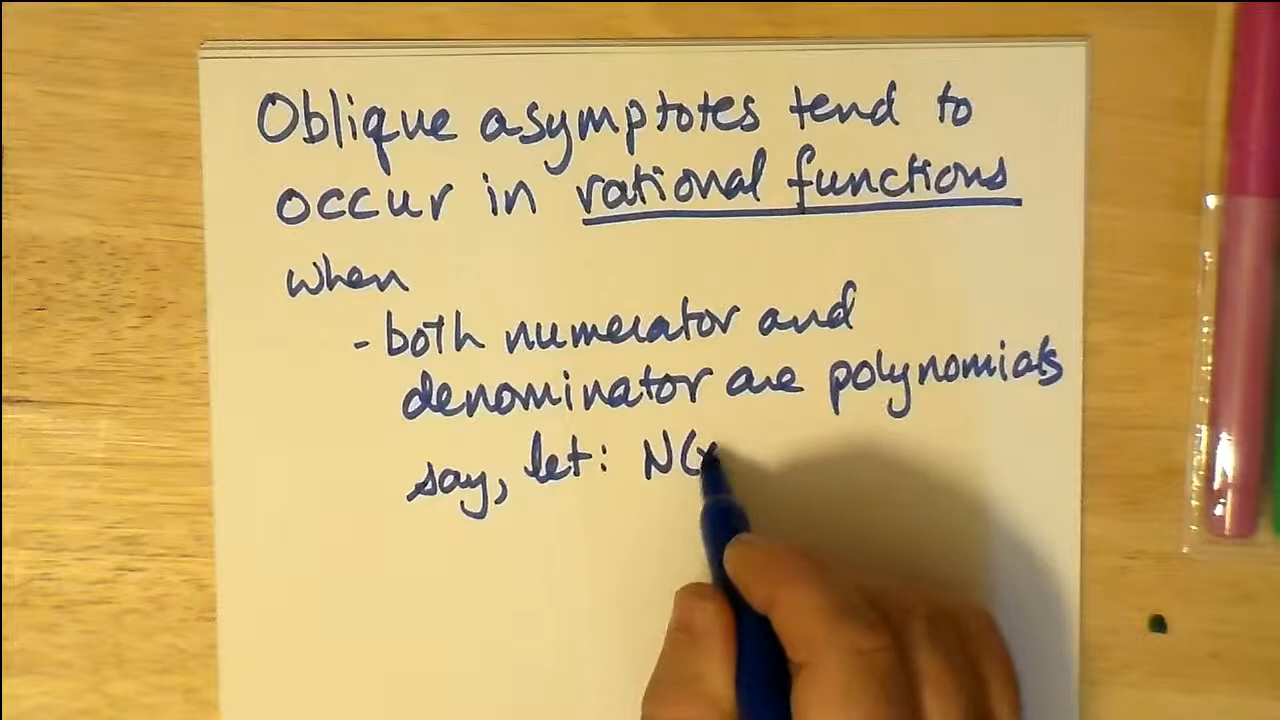 Oblique asymptotes tend to
occur in rational functions
when
- both numerator and
denominator are polynomials
say, let: N(x